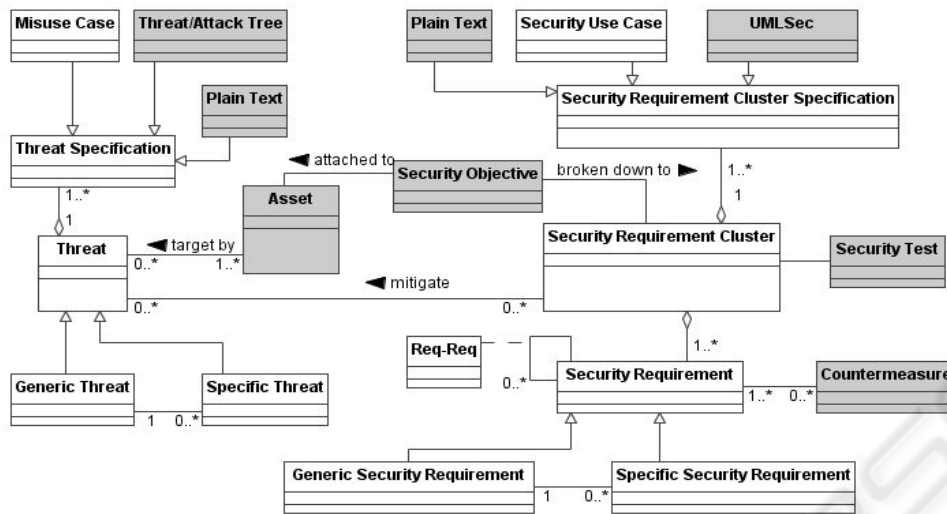 Misuse Case
Threat/Attack Tree
Plain Text
Security Use Case
UMLSec
Plain Text
Security Requirement Cluster Specification
Threat Specification
attached to
Security Objective
broken down to
1..*
1
1..*
1
Asset
Threat
target by
0..*
1..*
Security Requirement Cluster
Security Test
mitigate
0..*
0..*
1..*
Req-Req
0..*
Security Requirement
1..*
0..*
Countermeasure
Generic Threat
Specific Threat
1
0..*
Generic Security Requirement
Specific Security Requirement
1
0..*